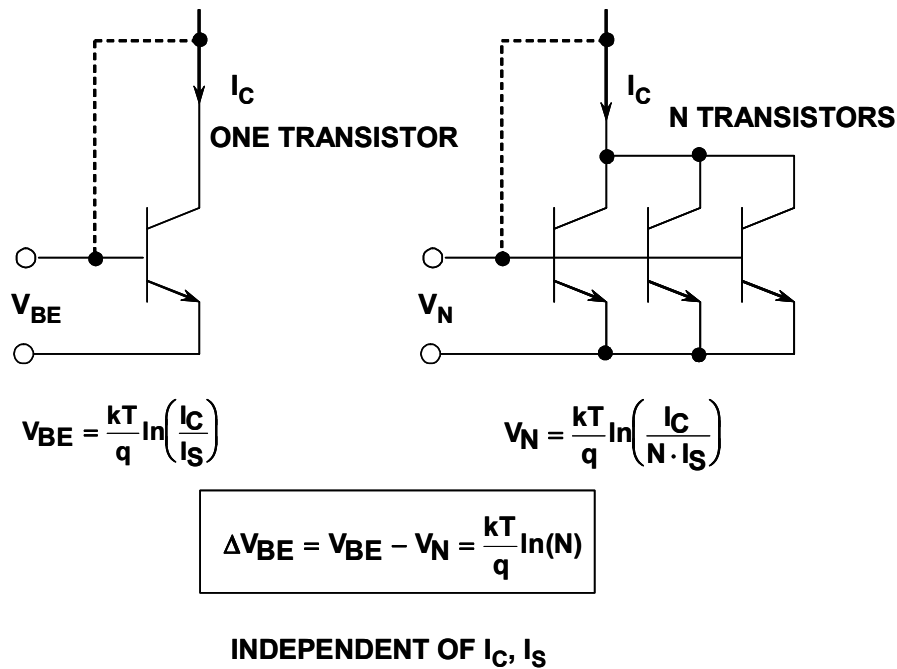 I_C
ONE TRANSISTOR
V_BE
I_C
N TRANSISTORS
V_N
V_BE = kT/q ln(I_C/I_S)
V_N = kT/q ln(I_C/N · I_S)
ΔV_BE = V_BE − V_N = kT/q ln(N)
INDEPENDENT OF I_C, I_S